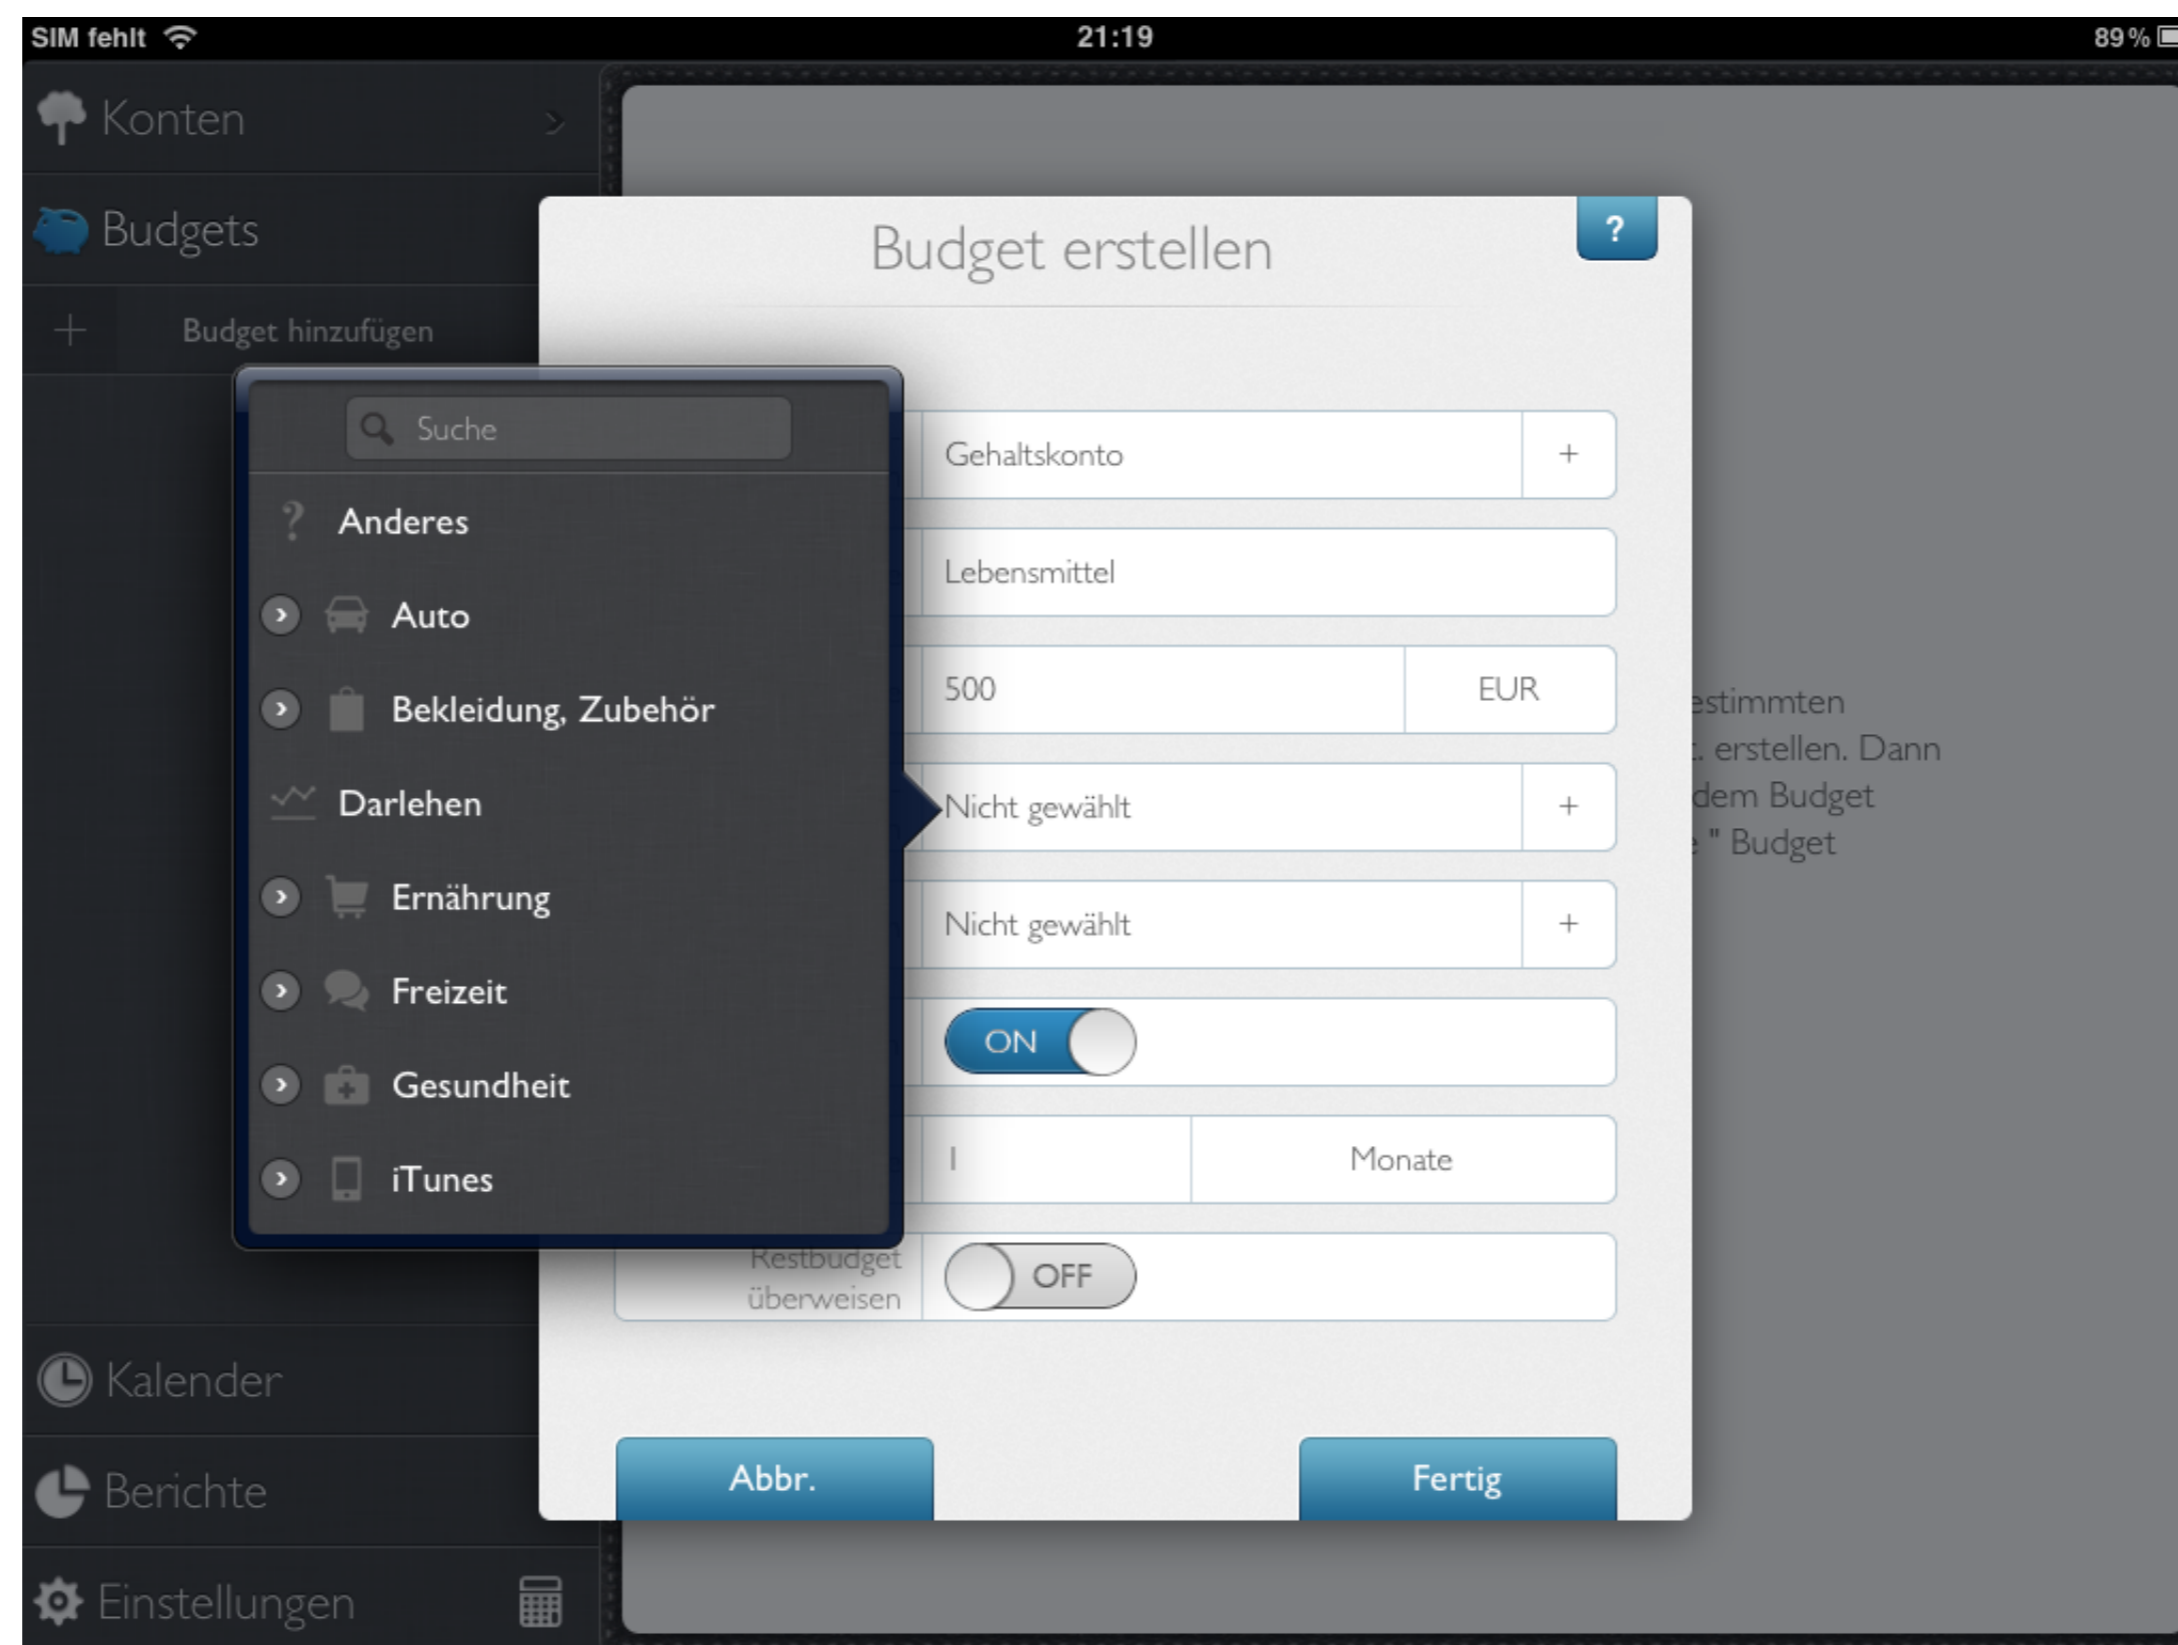 SIM fehlt
21:19
89 %
Konten
Budgets
Budget erstellen
?
Budget hinzufügen
Suche
Anderes
Auto
Bekleidung, Zubehör
Darlehen
Ernährung
Freizeit
Gesundheit
iTunes
Gehaltskonto +
Lebensmittel
500 EUR
Nicht gewählt +
Nicht gewählt +
ON
1 Monate
Restbudget
überweisen
OFF
estimmten
. erstellen. Dann
dem Budget
" Budget
Abbr.
Fertig
Kalender
Berichte
Einstellungen